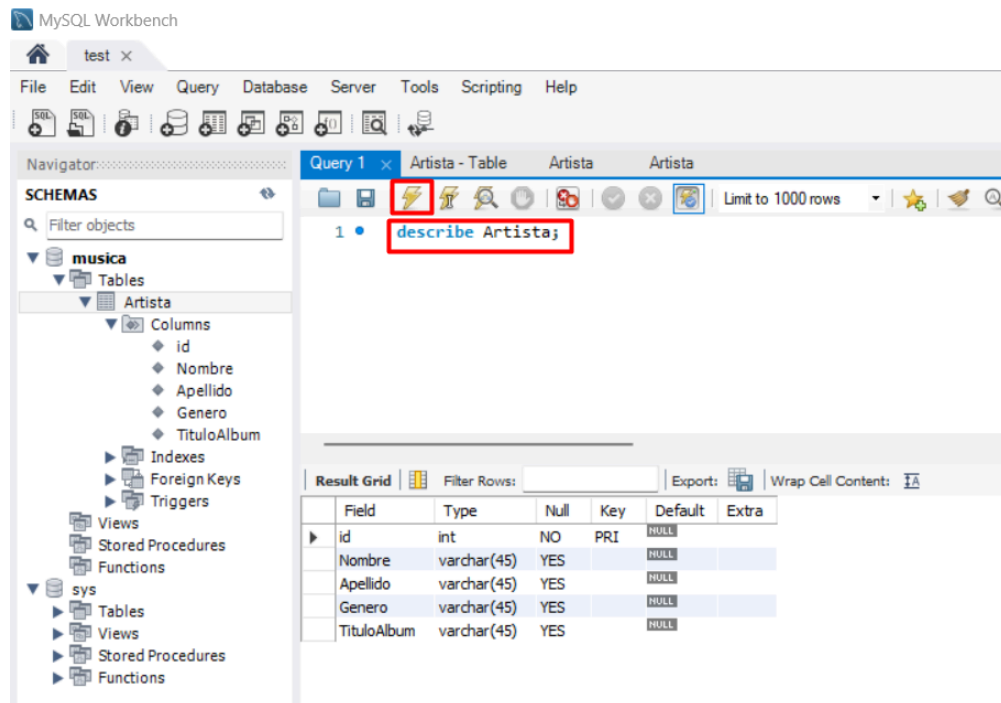 MySQL Workbench
test
File Edit View Query Database Server Tools Scripting Help
SQL SQL
Navigator
SCHEMAS
Filter objects
musica
Tables
Artista
Columns
id
Nombre
Apellido
Genero
TituloAlbum
Indexes
Foreign Keys
Triggers
Views
Stored Procedures
Functions
sys
Tables
Views
Stored Procedures
Functions
Query 1 Artista - Table Artista Artista
Limit to 1000 rows
1 describe Artista;
Result Grid Filter Rows: Export: Wrap Cell Content: IA
Field Type Null Key Default Extra
id int NO PRI NULL
Nombre varchar(45) YES NULL
Apellido varchar(45) YES NULL
Genero varchar(45) YES NULL
TituloAlbum varchar(45) YES NULL